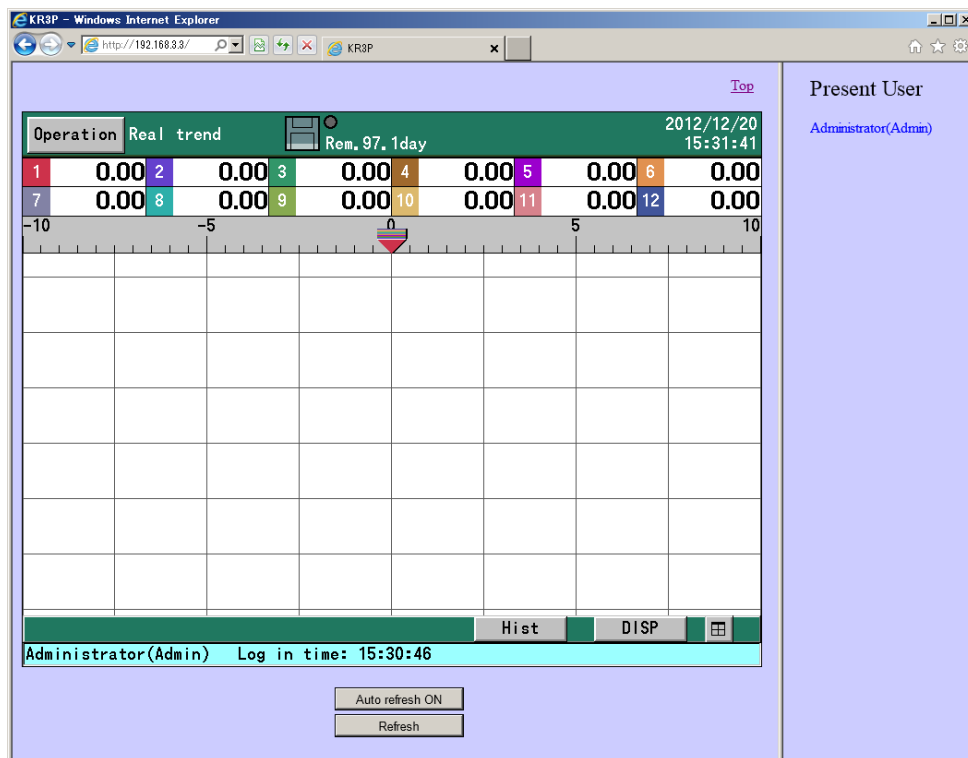 KR3P - Windows Internet Explorer
http://192.168.3.3/ KR3P
Top
Present User
Administrator(Admin)
Operation Real trend Rem.97.1day 2012/12/20 15:31:41
1 0.00 2 0.00 3 0.00 4 0.00 5 0.00 6 0.00
7 0.00 8 0.00 9 0.00 10 0.00 11 0.00 12 0.00
-10 -5 0 5 10
Hist DISP
Administrator(Admin) Log in time: 15:30:46
Auto refresh ON
Refresh